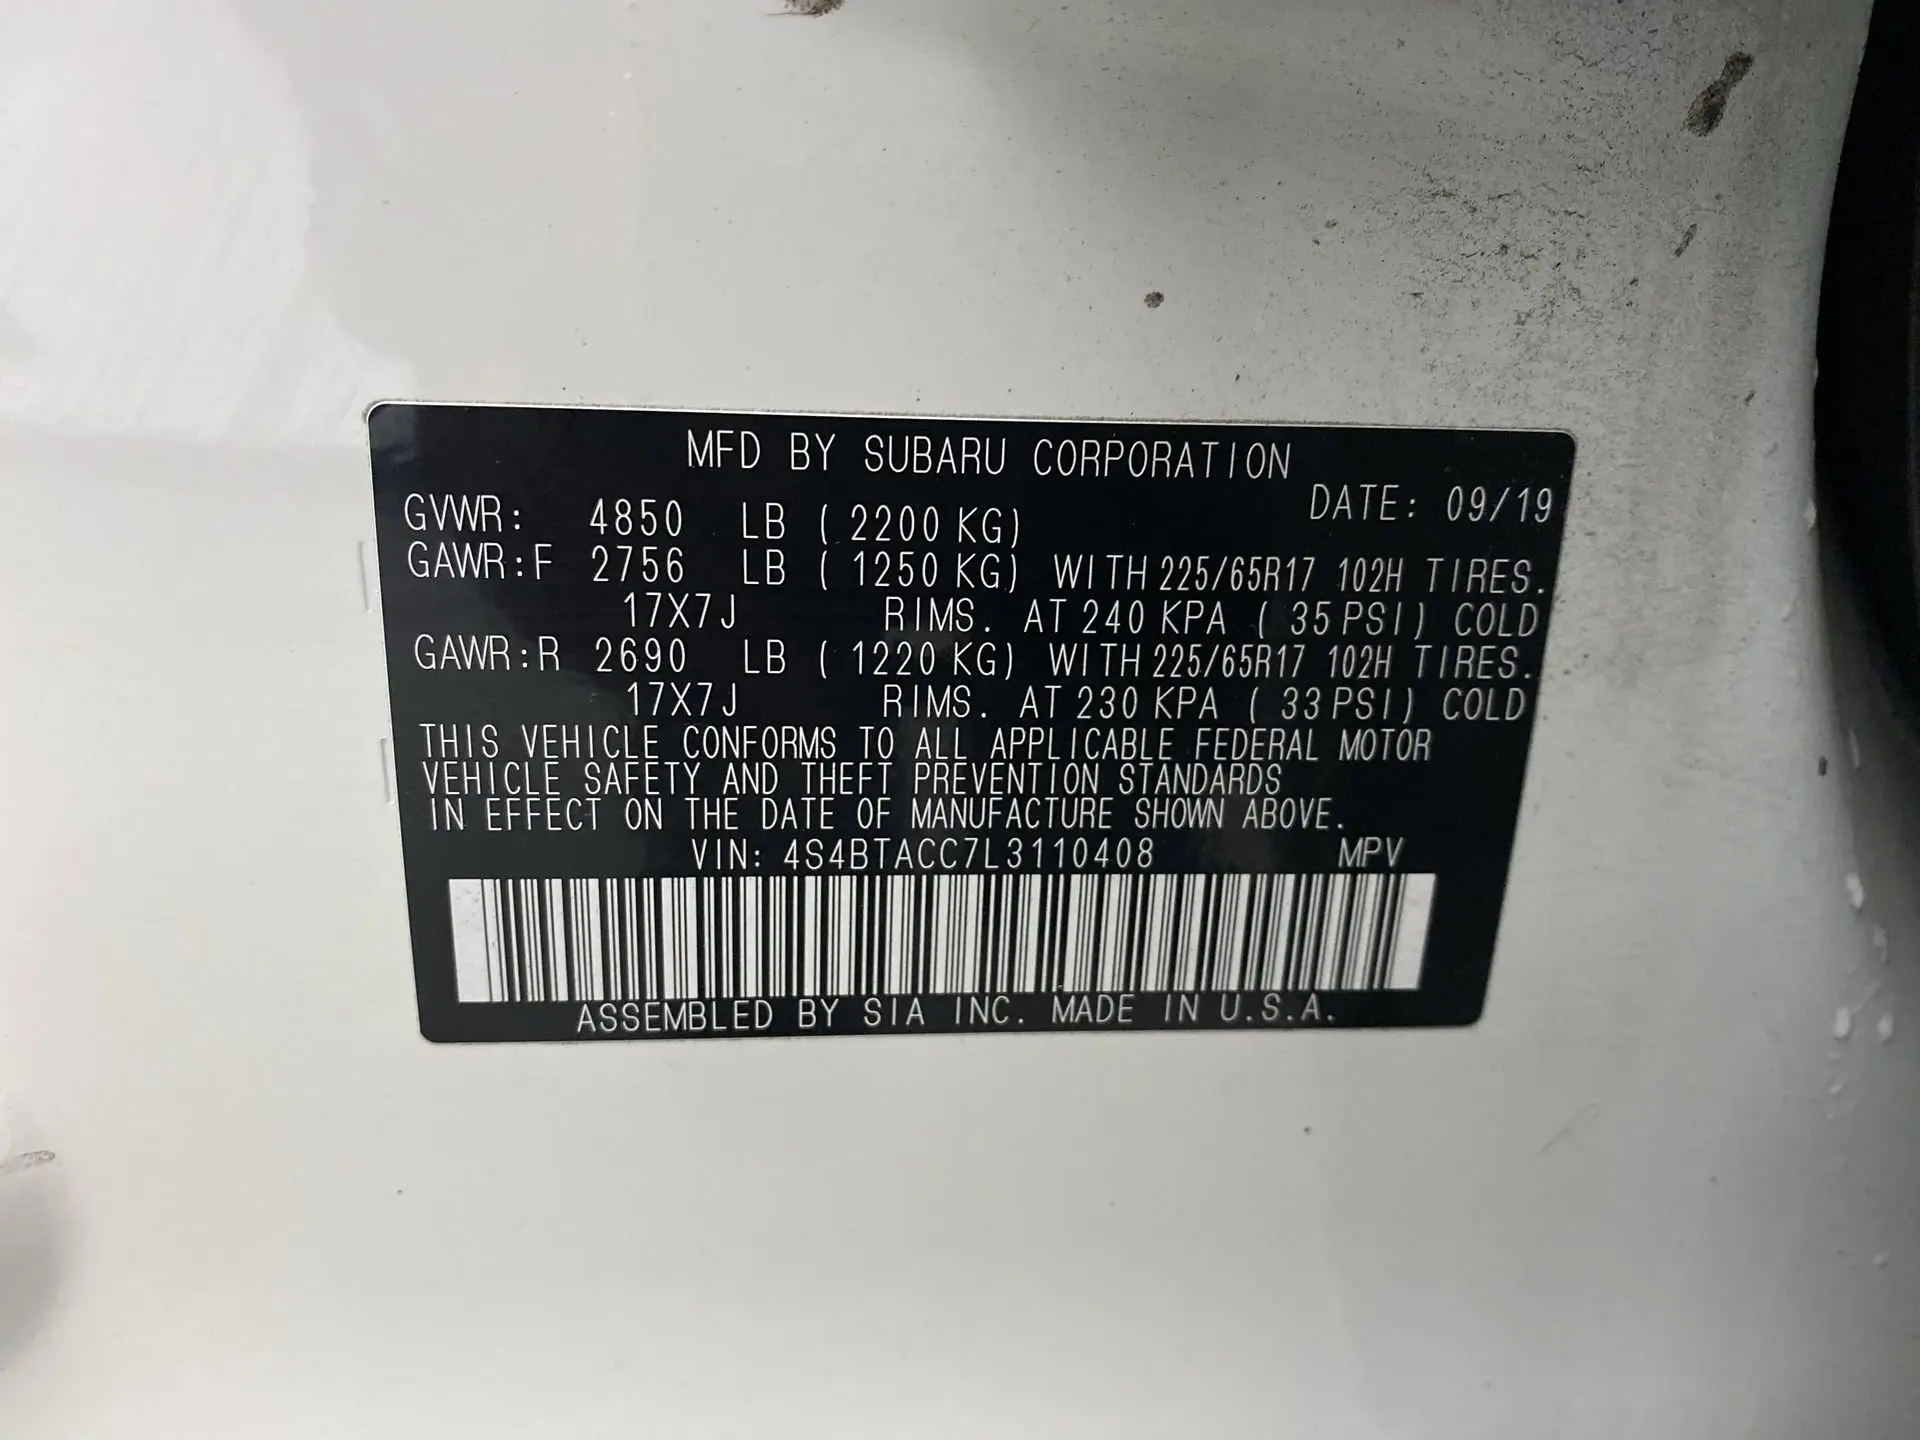 MFD BY SUBARU CORPORATION
DATE: 09/19
GVWR: 4850 LB ( 2200 KG)
GAWR:F 2756 LB ( 1250 KG) WITH 225/65R17 102H TIRES.
17X7J RIMS. AT 240 KPA ( 35 PSI) COLD
GAWR:R 2690 LB ( 1220 KG) WITH 225/65R17 102H TIRES.
17X7J RIMS. AT 230 KPA ( 33 PSI) COLD
THIS VEHICLE CONFORMS TO ALL APPLICABLE FEDERAL MOTOR
VEHICLE SAFETY AND THEFT PREVENTION STANDARDS
IN EFFECT ON THE DATE OF MANUFACTURE SHOWN ABOVE.
VIN: 4S4BTACC7L3110408 MPV
ASSEMBLED BY SIA INC. MADE IN U.S.A.